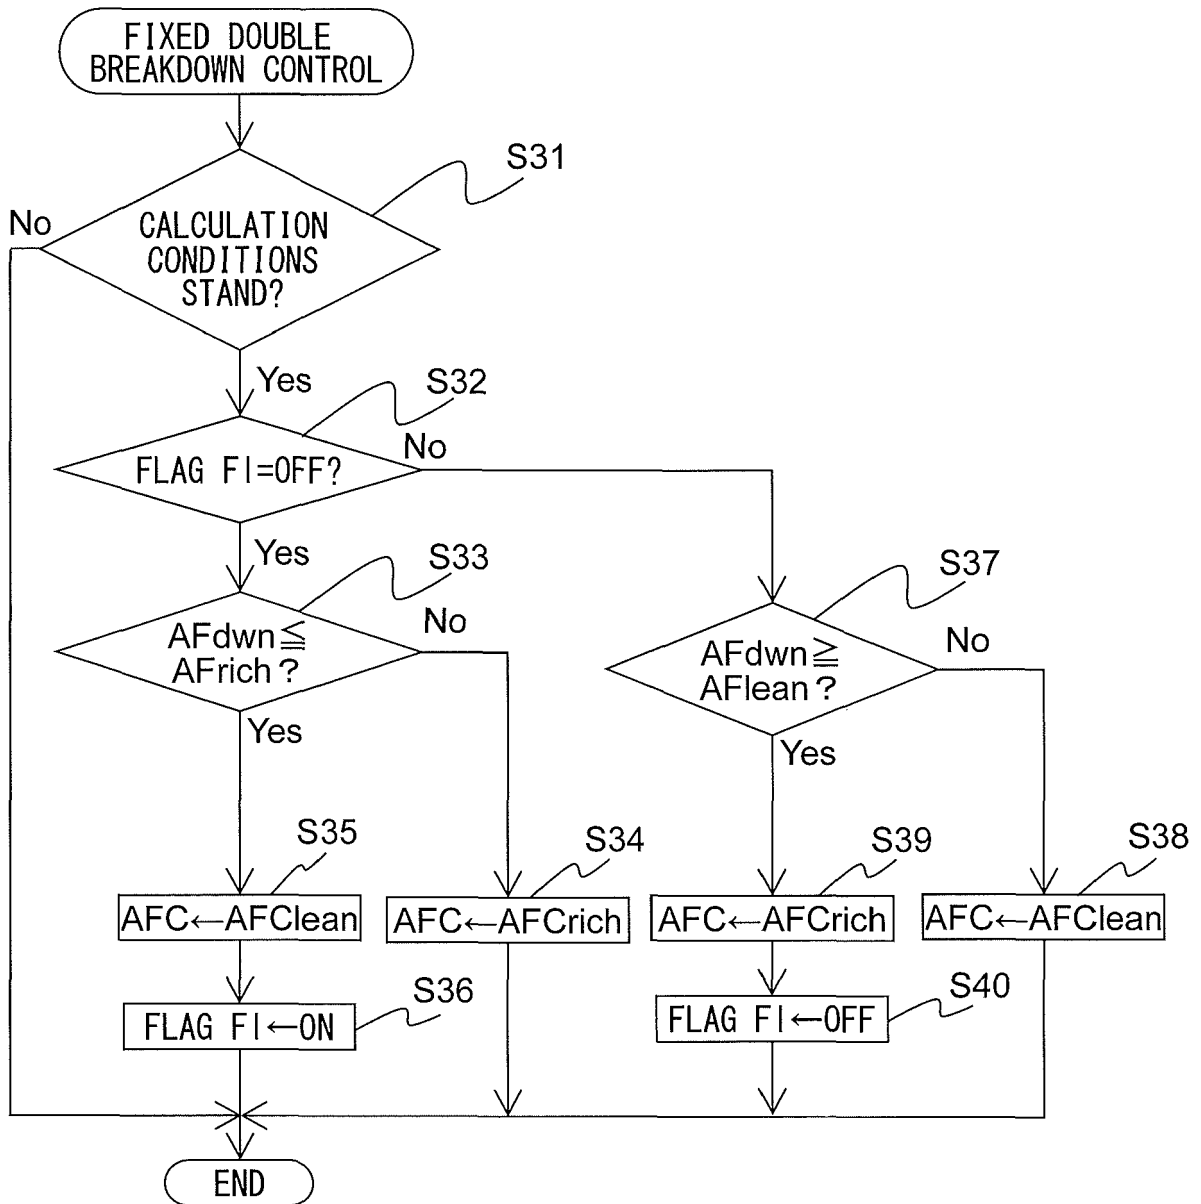 FIXED DOUBLE
BREAKDOWN CONTROL
S31
No
CALCULATION
CONDITIONS
STAND?
Yes
S32
No
FLAG FI=OFF?
Yes
S33
S37
No
AFdwn≦
AFrich?
No
AFdwn≧
AFlean?
Yes
Yes
S35
S34
S39
S38
AFC←AFClean
AFC←AFCrich
AFC←AFCrich
AFC←AFClean
S36
S40
FLAG FI←ON
FLAG FI←OFF
END